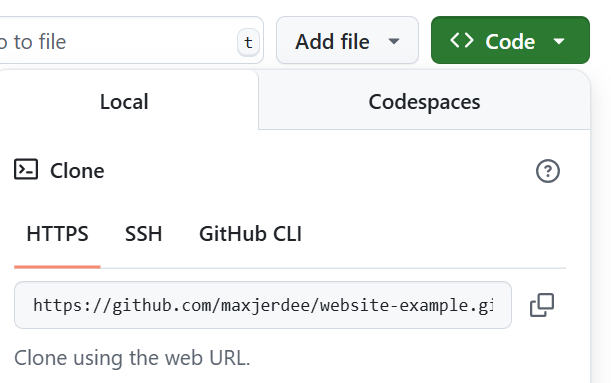 o to file t Add file <> Code
Local Codespaces
Clone
HTTPS SSH GitHub CLI
https://github.com/maxjerdee/website-example.gi
Clone using the web URL.